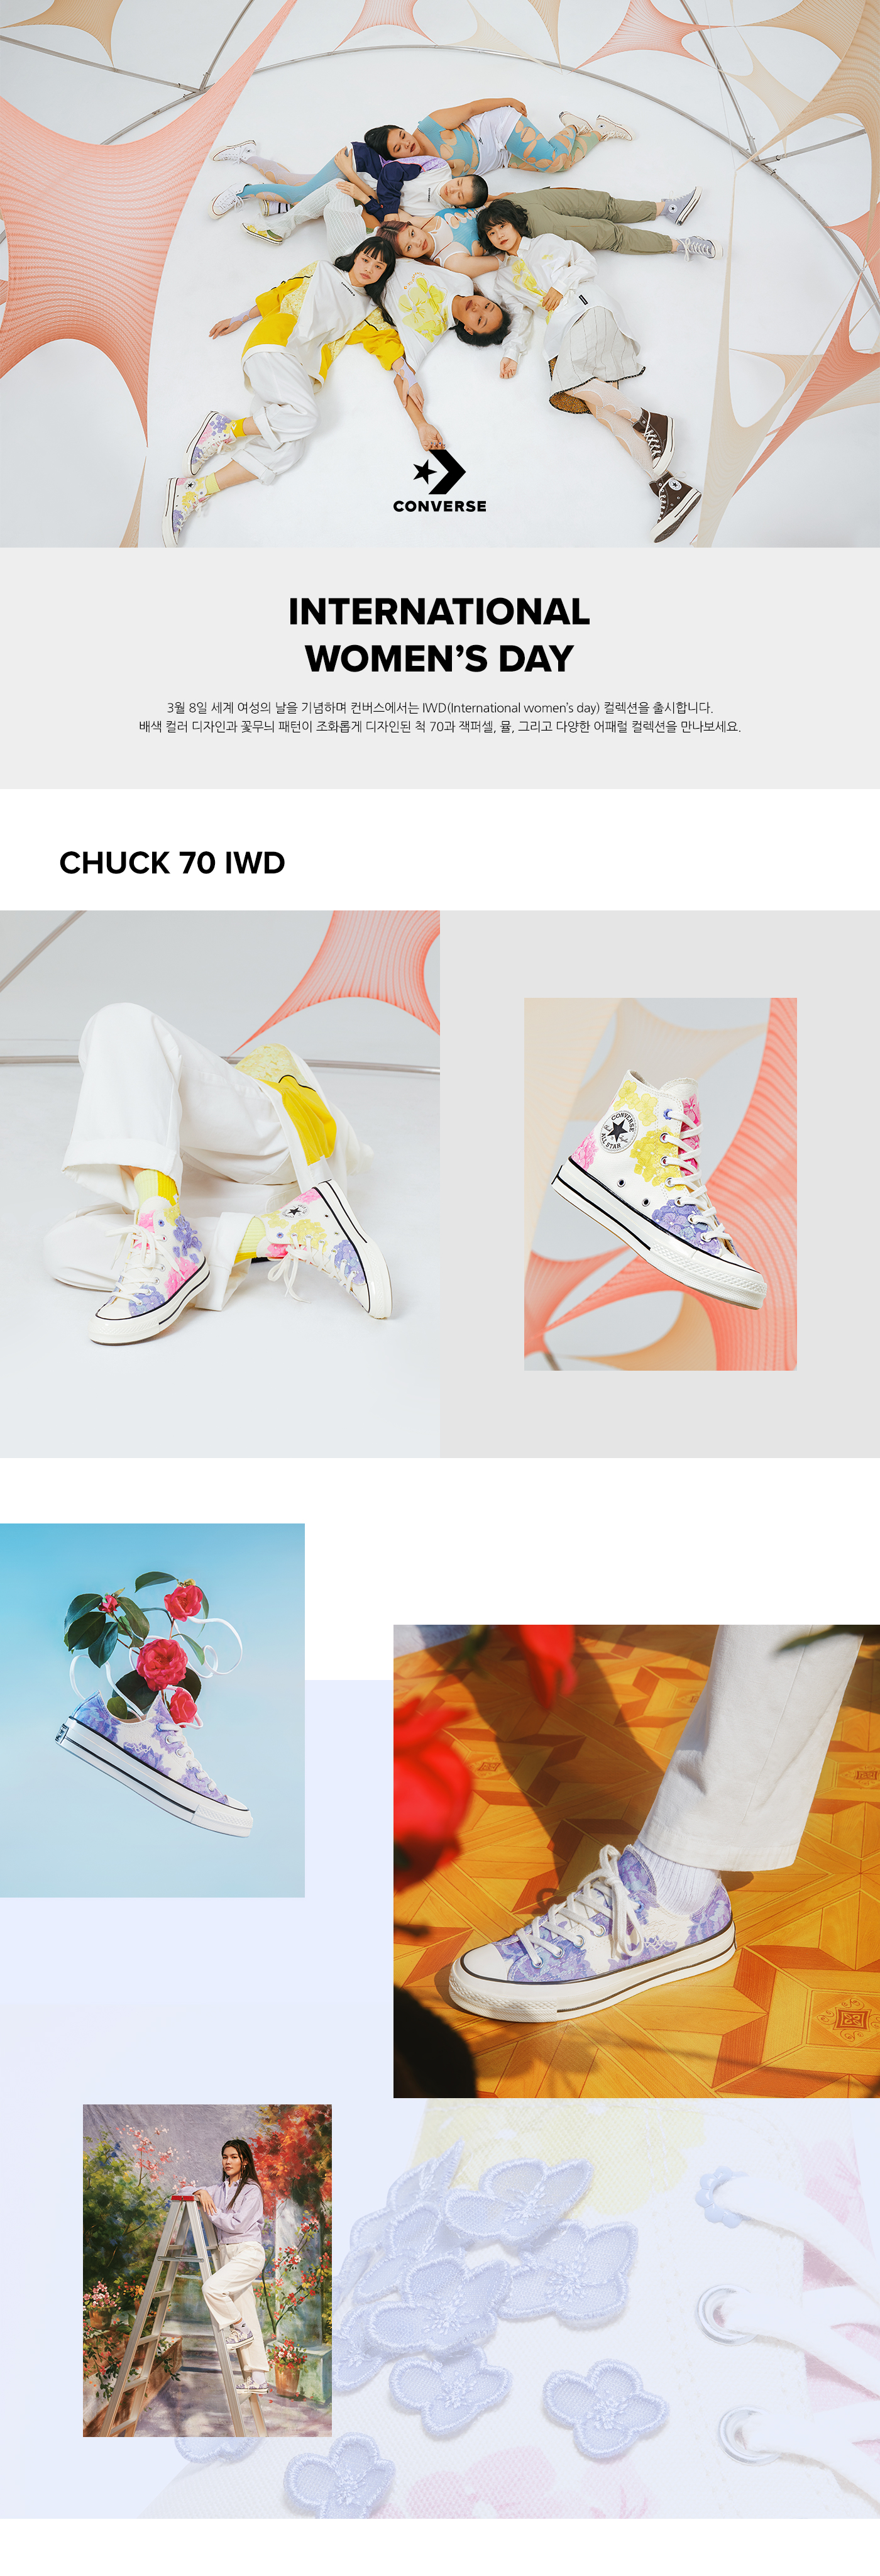 CONVERSE
INTERNATIONAL
WOMEN’S DAY
3월 8일 세계 여성의 날을 기념하며 컨버스에서는 IWD(International women’s day) 컬렉션을 출시합니다.
배색 컬러 디자인과 꽃무늬 패턴이 조화롭게 디자인된 척 70과 잭퍼셀, 뮬, 그리고 다양한 어패럴 컬렉션을 만나보세요.
CHUCK 70 IWD
CONVERSE
ALL STAR